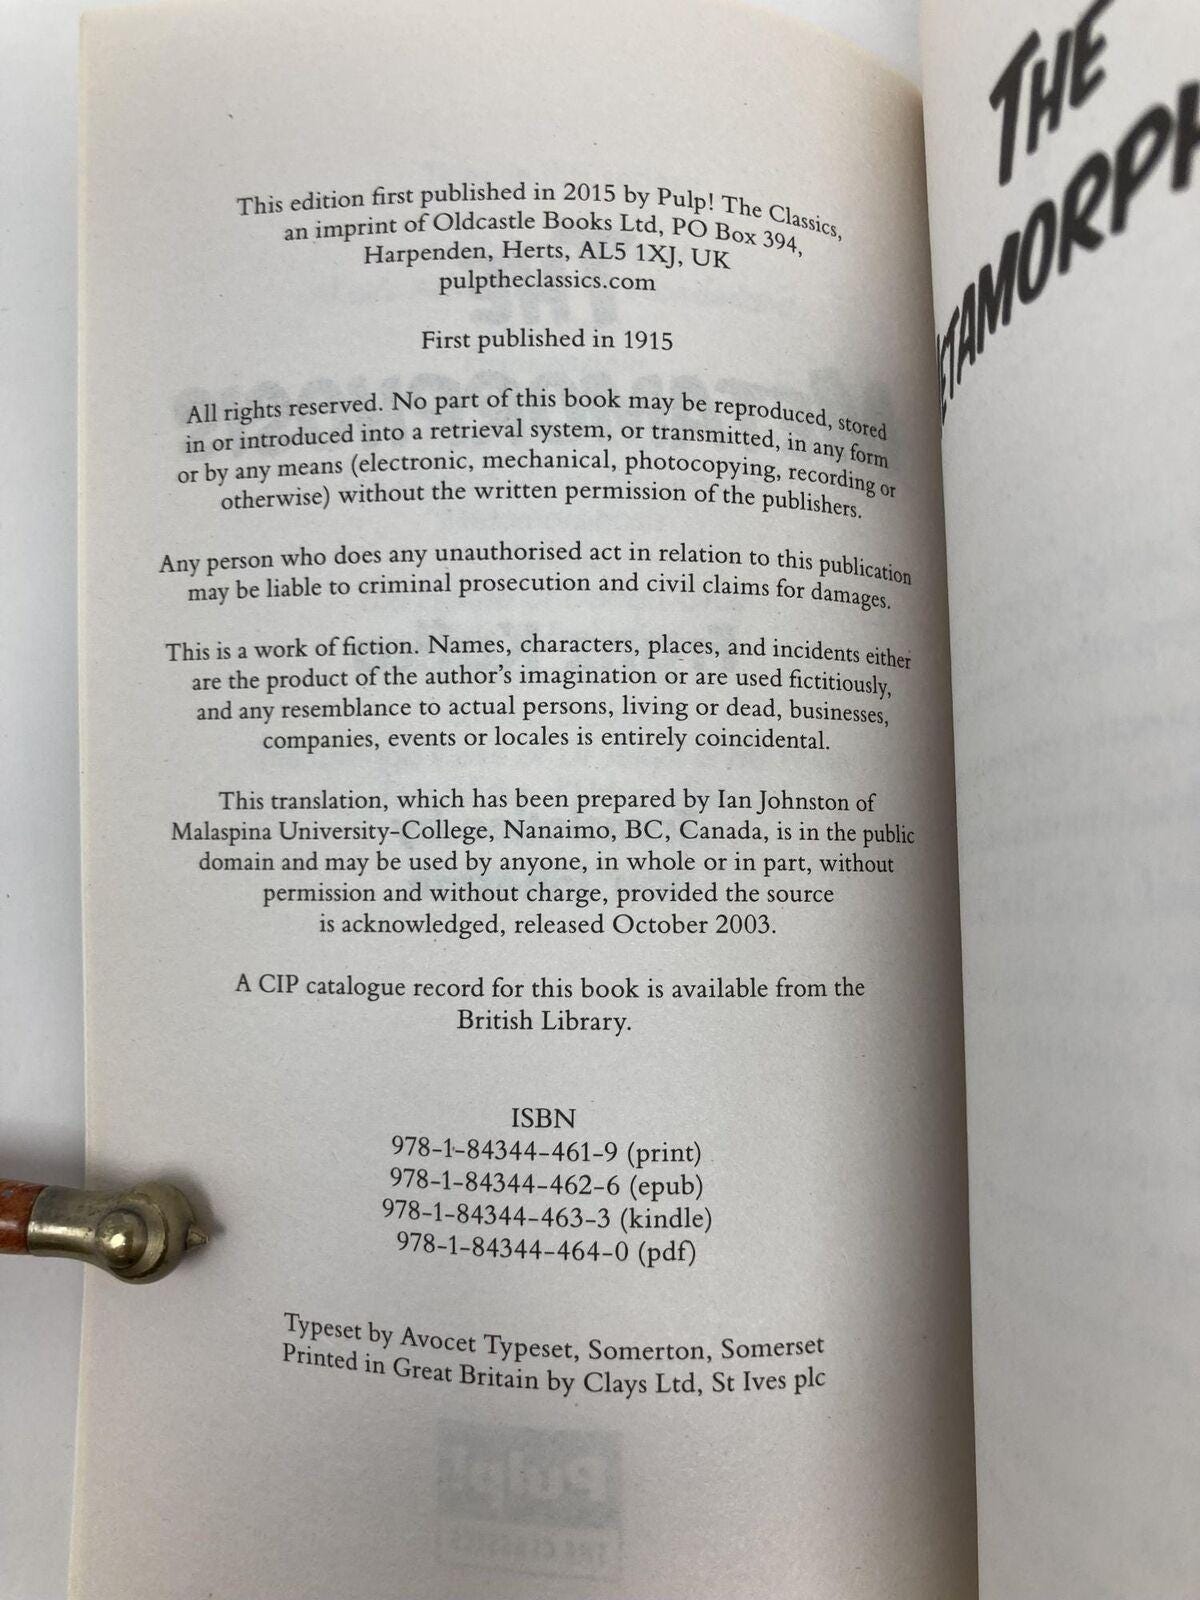 This edition first published in 2015 by Pulp! The Classics,
an imprint of Oldcastle Books Ltd, PO Box 394,
Harpenden, Herts, AL5 1XJ, UK
pulptheclassics.com
First published in 1915
All rights reserved. No part of this book may be reproduced, stored
in or introduced into a retrieval system, or transmitted, in any form
or by any means (electronic, mechanical, photocopying, recording or
otherwise) without the written permission of the publishers.
Any person who does any unauthorised act in relation to this publication
may be liable to criminal prosecution and civil claims for damages.
This is a work of fiction. Names, characters, places, and incidents either
are the product of the author's imagination or are used fictitiously,
and any resemblance to actual persons, living or dead, businesses,
companies, events or locales is entirely coincidental.
This translation, which has been prepared by Ian Johnston of
Malaspina University-College, Nanaimo, BC, Canada, is in the public
domain and may be used by anyone, in whole or in part, without
permission and without charge, provided the source
is acknowledged, released October 2003.
A CIP catalogue record for this book is available from the
British Library.
ISBN
978-1-84344-461-9 (print)
978-1-84344-462-6 (epub)
978-1-84344-463-3 (kindle)
978-1-84344-464-0 (pdf)
Typeset by Avocet Typeset, Somerton, Somerset
Printed in Great Britain by Clays Ltd, St Ives plc
THE
ETAMORPH